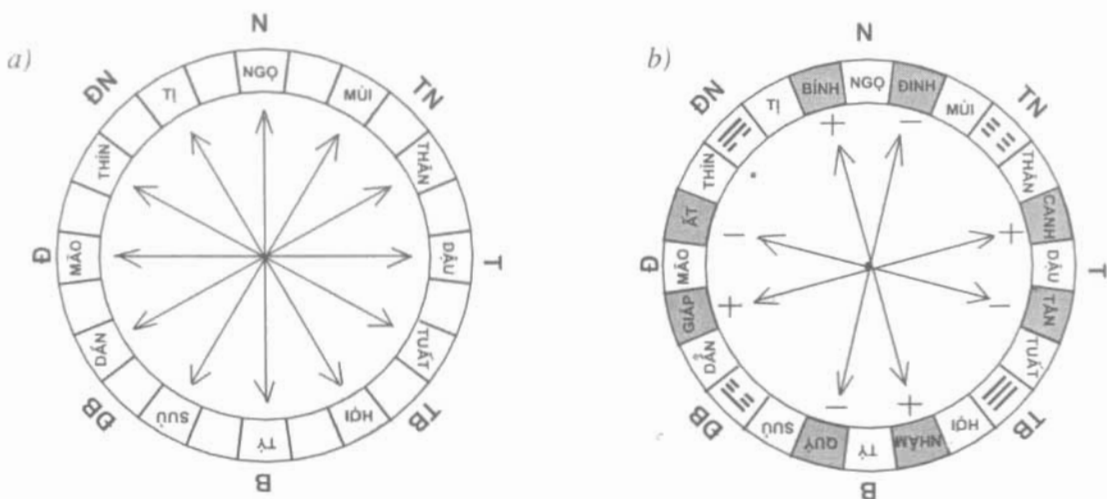 a)
N
ĐN
TN
Đ
T
ĐB
TB
B
NGỌ
MÙI
THÂN
DẬU
TUẤT
HỢI
TÝ
SỬU
DẦN
MÃO
THÌN
TỊ
b)
N
ĐN
TN
Đ
T
ĐB
TB
B
BÍNH
NGỌ
ĐINH
MÙI
THÂN
CANH
DẬU
TÂN
TUẤT
HỢI
NHÂM
TÝ
QUÝ
SỬU
DẦN
GIÁP
MÃO
ẤT
THÌN
TỊ
+
−
+
−
+
−
+
−